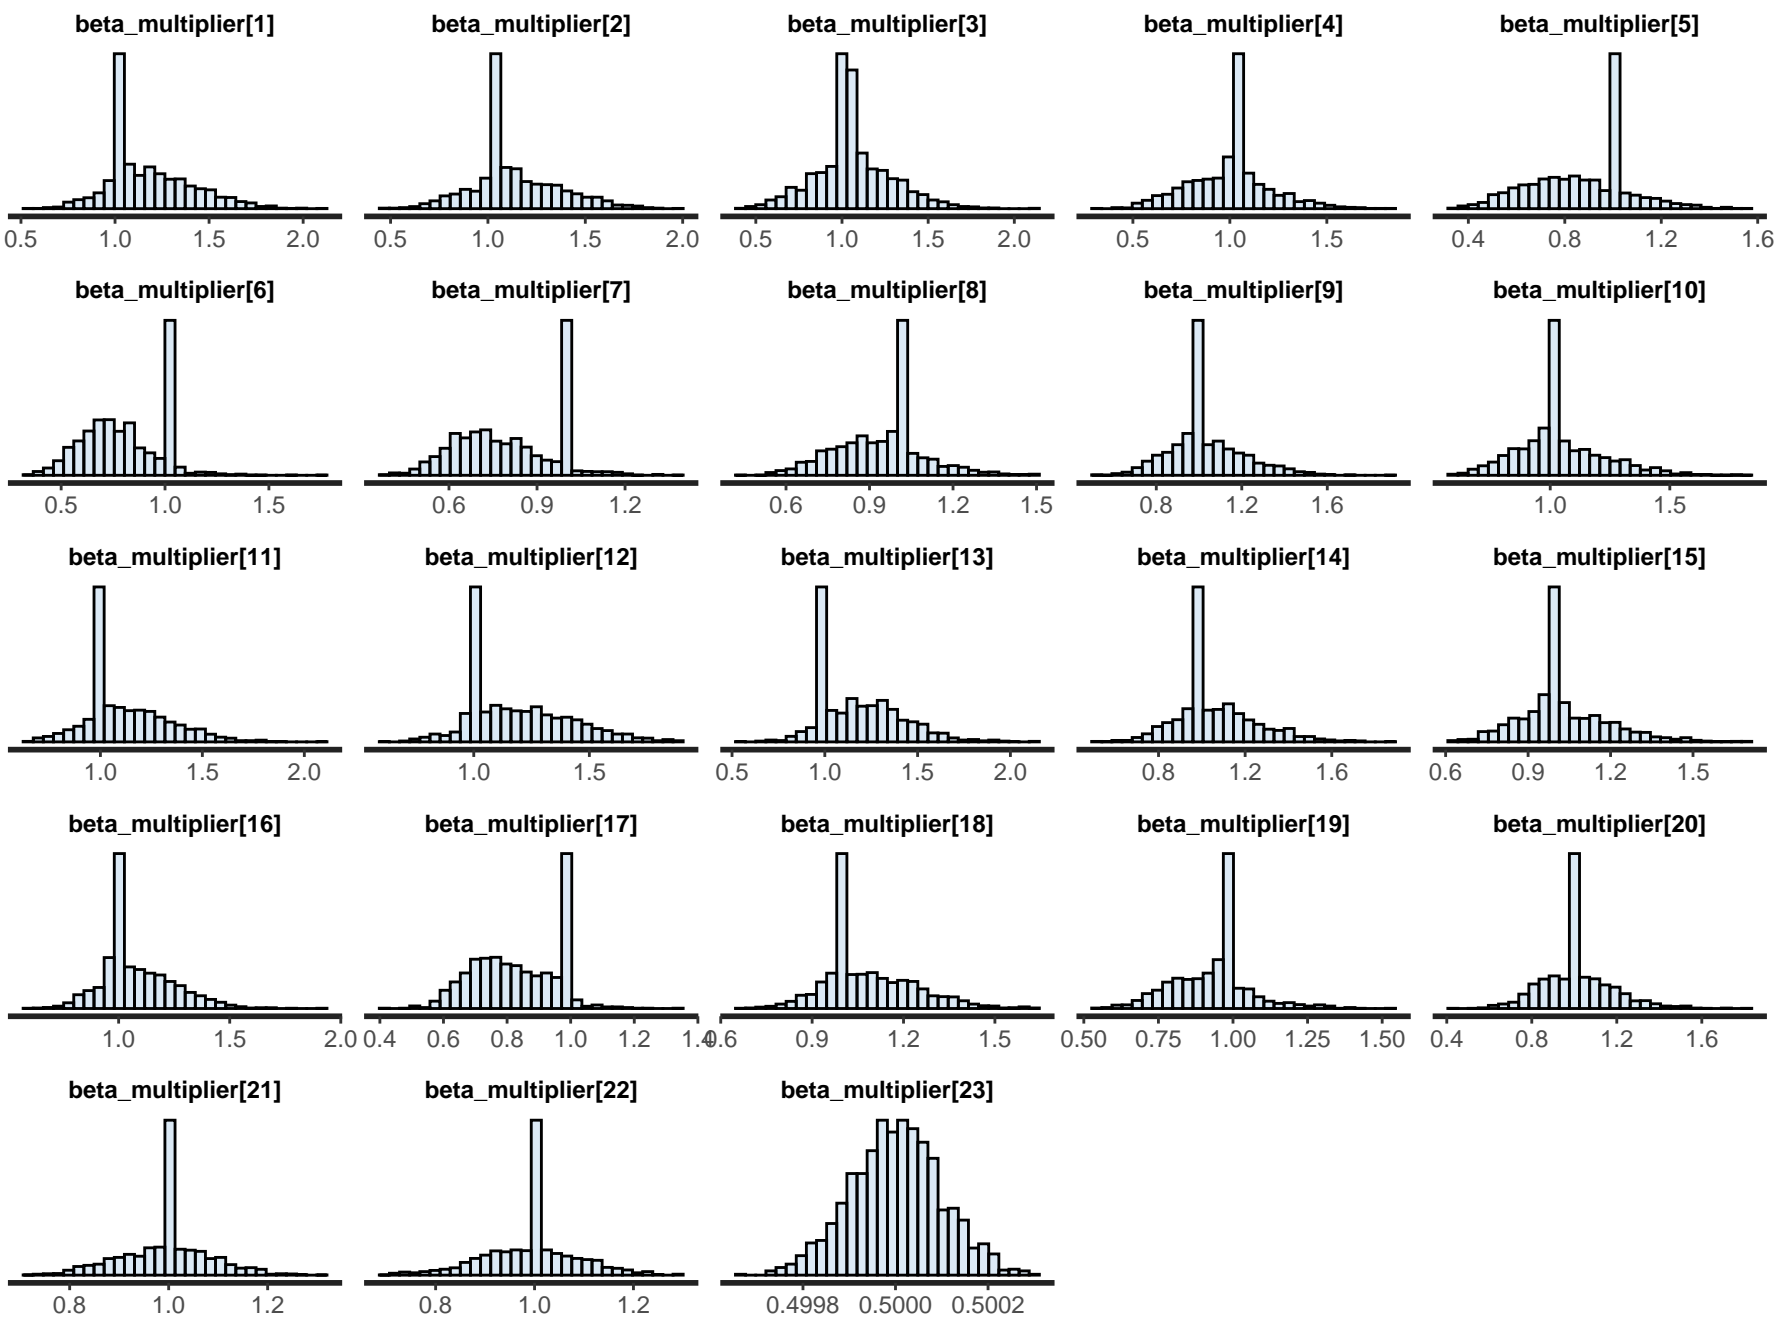 beta_multiplier[1] beta_multiplier[2] beta_multiplier[3] beta_multiplier[4] beta_multiplier[5]
0.5 1.0 1.5 2.0 0.5 1.0 1.5 2.0 0.5 1.0 1.5 2.0 0.5 1.0 1.5 0.4 0.8 1.2 1.6
beta_multiplier[6] beta_multiplier[7] beta_multiplier[8] beta_multiplier[9] beta_multiplier[10]
0.5 1.0 1.5 0.6 0.9 1.2 0.6 0.9 1.2 1.5 0.8 1.2 1.6 1.0 1.5
beta_multiplier[11] beta_multiplier[12] beta_multiplier[13] beta_multiplier[14] beta_multiplier[15]
1.0 1.5 2.0 1.0 1.5 0.5 1.0 1.5 2.0 0.8 1.2 1.6 0.6 0.9 1.2 1.5
beta_multiplier[16] beta_multiplier[17] beta_multiplier[18] beta_multiplier[19] beta_multiplier[20]
1.0 1.5 2.0 0.4 0.6 0.8 1.0 1.2 1.4 0.6 0.9 1.2 1.5 0.50 0.75 1.00 1.25 1.50 0.4 0.8 1.2 1.6
beta_multiplier[21] beta_multiplier[22] beta_multiplier[23]
0.8 1.0 1.2 0.8 1.0 1.2 0.4998 0.5000 0.5002